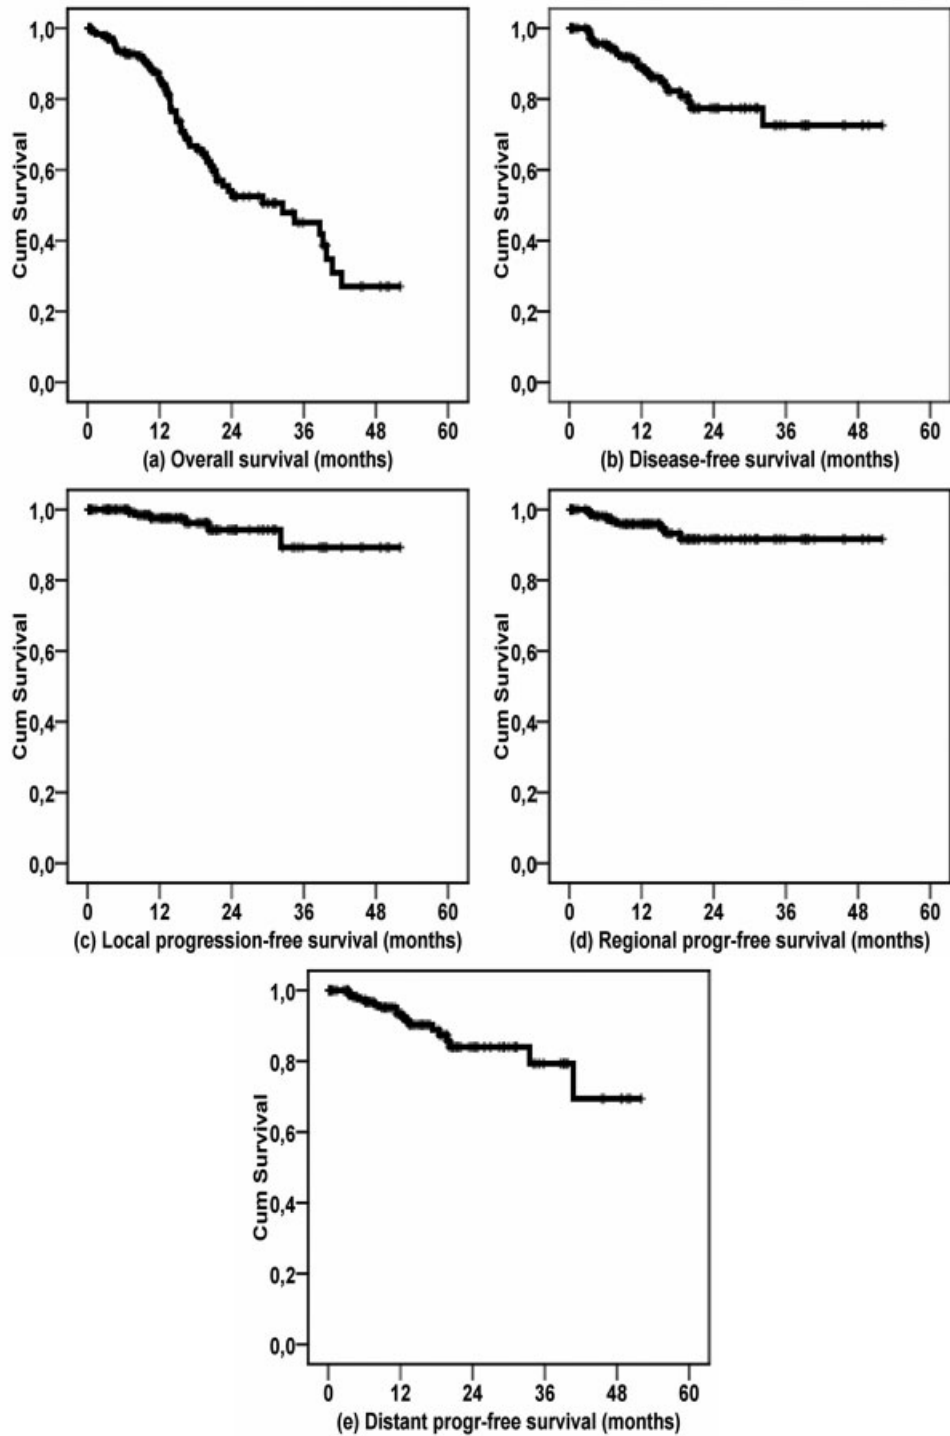 Cum Survival
1,0
0,8
0,6
0,4
0,2
0,0
0 12 24 36 48 60
(a) Overall survival (months)
Cum Survival
1,0
0,8
0,6
0,4
0,2
0,0
0 12 24 36 48 60
(b) Disease-free survival (months)
Cum Survival
1,0
0,8
0,6
0,4
0,2
0,0
0 12 24 36 48 60
(c) Local progression-free survival (months)
Cum Survival
1,0
0,8
0,6
0,4
0,2
0,0
0 12 24 36 48 60
(d) Regional progr-free survival (months)
Cum Survival
1,0
0,8
0,6
0,4
0,2
0,0
0 12 24 36 48 60
(e) Distant progr-free survival (months)